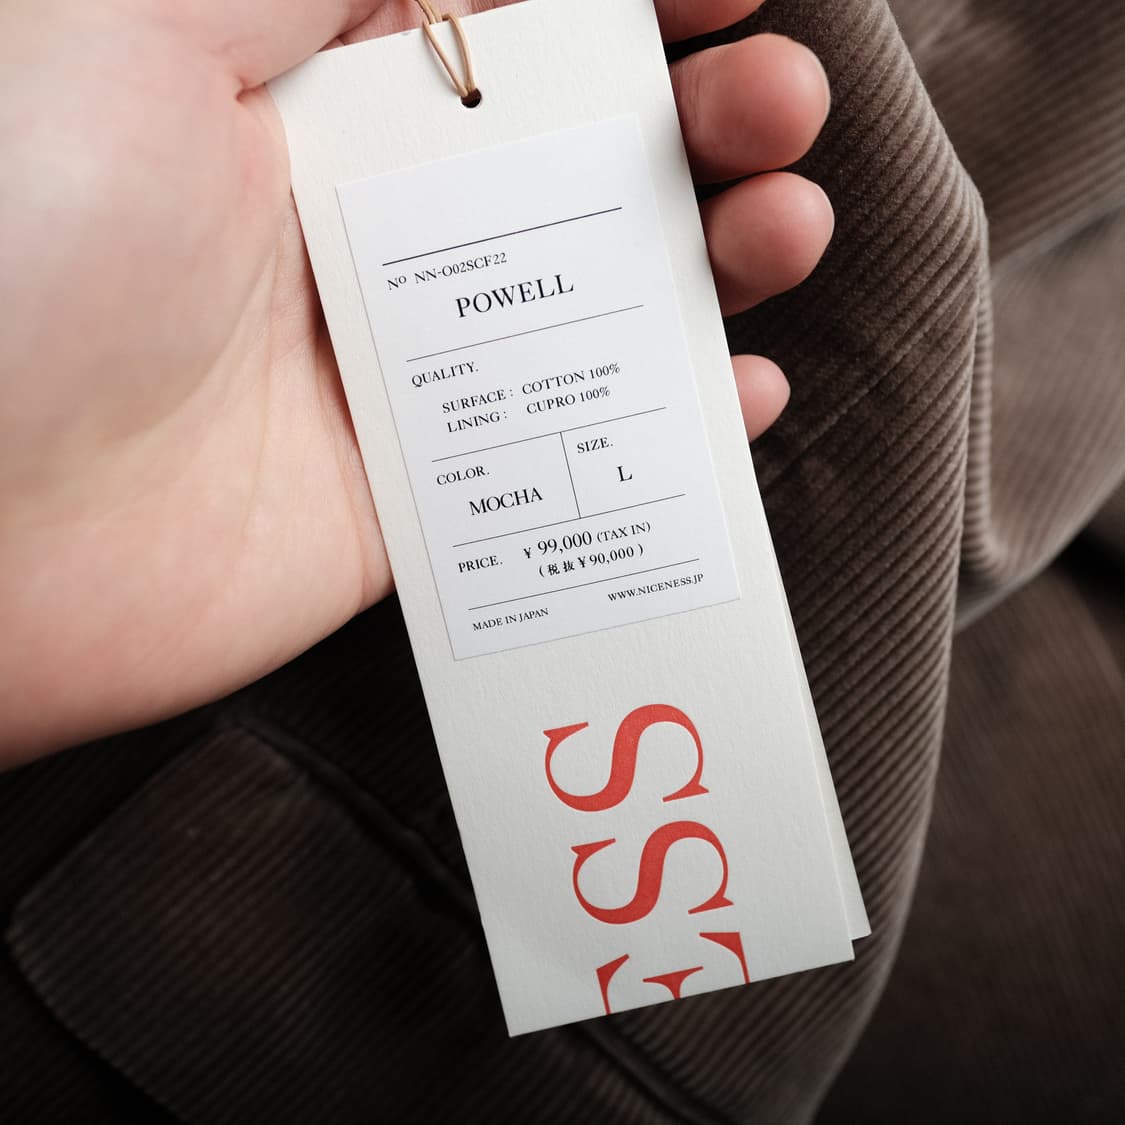 Nº NN-O02SCF22
POWELL
QUALITY.
SURFACE : COTTON 100%
LINING : CUPRO 100%
COLOR.
MOCHA
SIZE.
L
PRICE. ¥ 99,000 (TAX IN)
(税抜¥90,000)
MADE IN JAPAN
WWW.NICENESS.JP
ESS